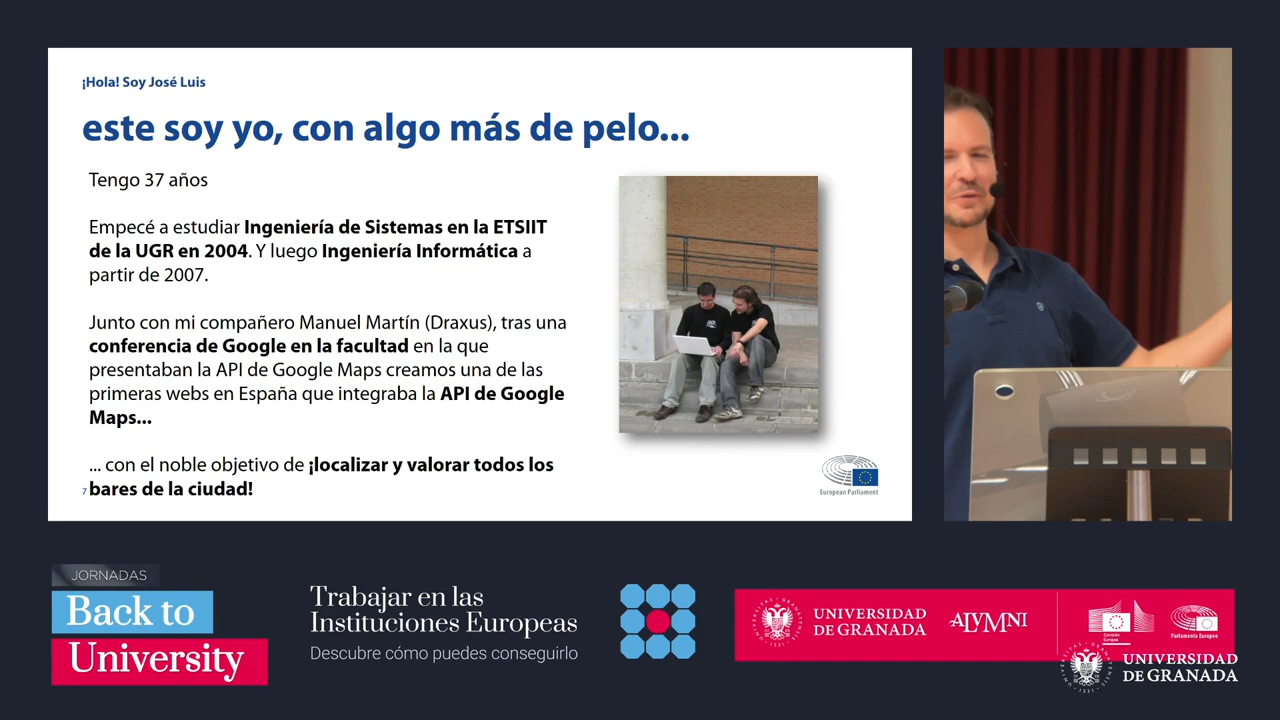 ¡Hola! Soy José Luis
este soy yo, con algo más de pelo...
Tengo 37 años
Empecé a estudiar Ingeniería de Sistemas en la ETSIIT
de la UGR en 2004. Y luego Ingeniería Informática a
partir de 2007.
Junto con mi compañero Manuel Martín (Draxus), tras una
conferencia de Google en la facultad en la que
presentaban la API de Google Maps creamos una de las
primeras webs en España que integraba la API de Google
Maps...
... con el noble objetivo de ¡localizar y valorar todos los
7 bares de la ciudad!
European Parliament
JORNADAS
Back to
University
Trabajar en las
Instituciones Europeas
Descubre cómo puedes conseguirlo
UNIVERSIDAD
DE GRANADA
ALVMNI
Comisión
Europea
Parlamento Europeo
UNIVERSIDAD
DE GRANADA